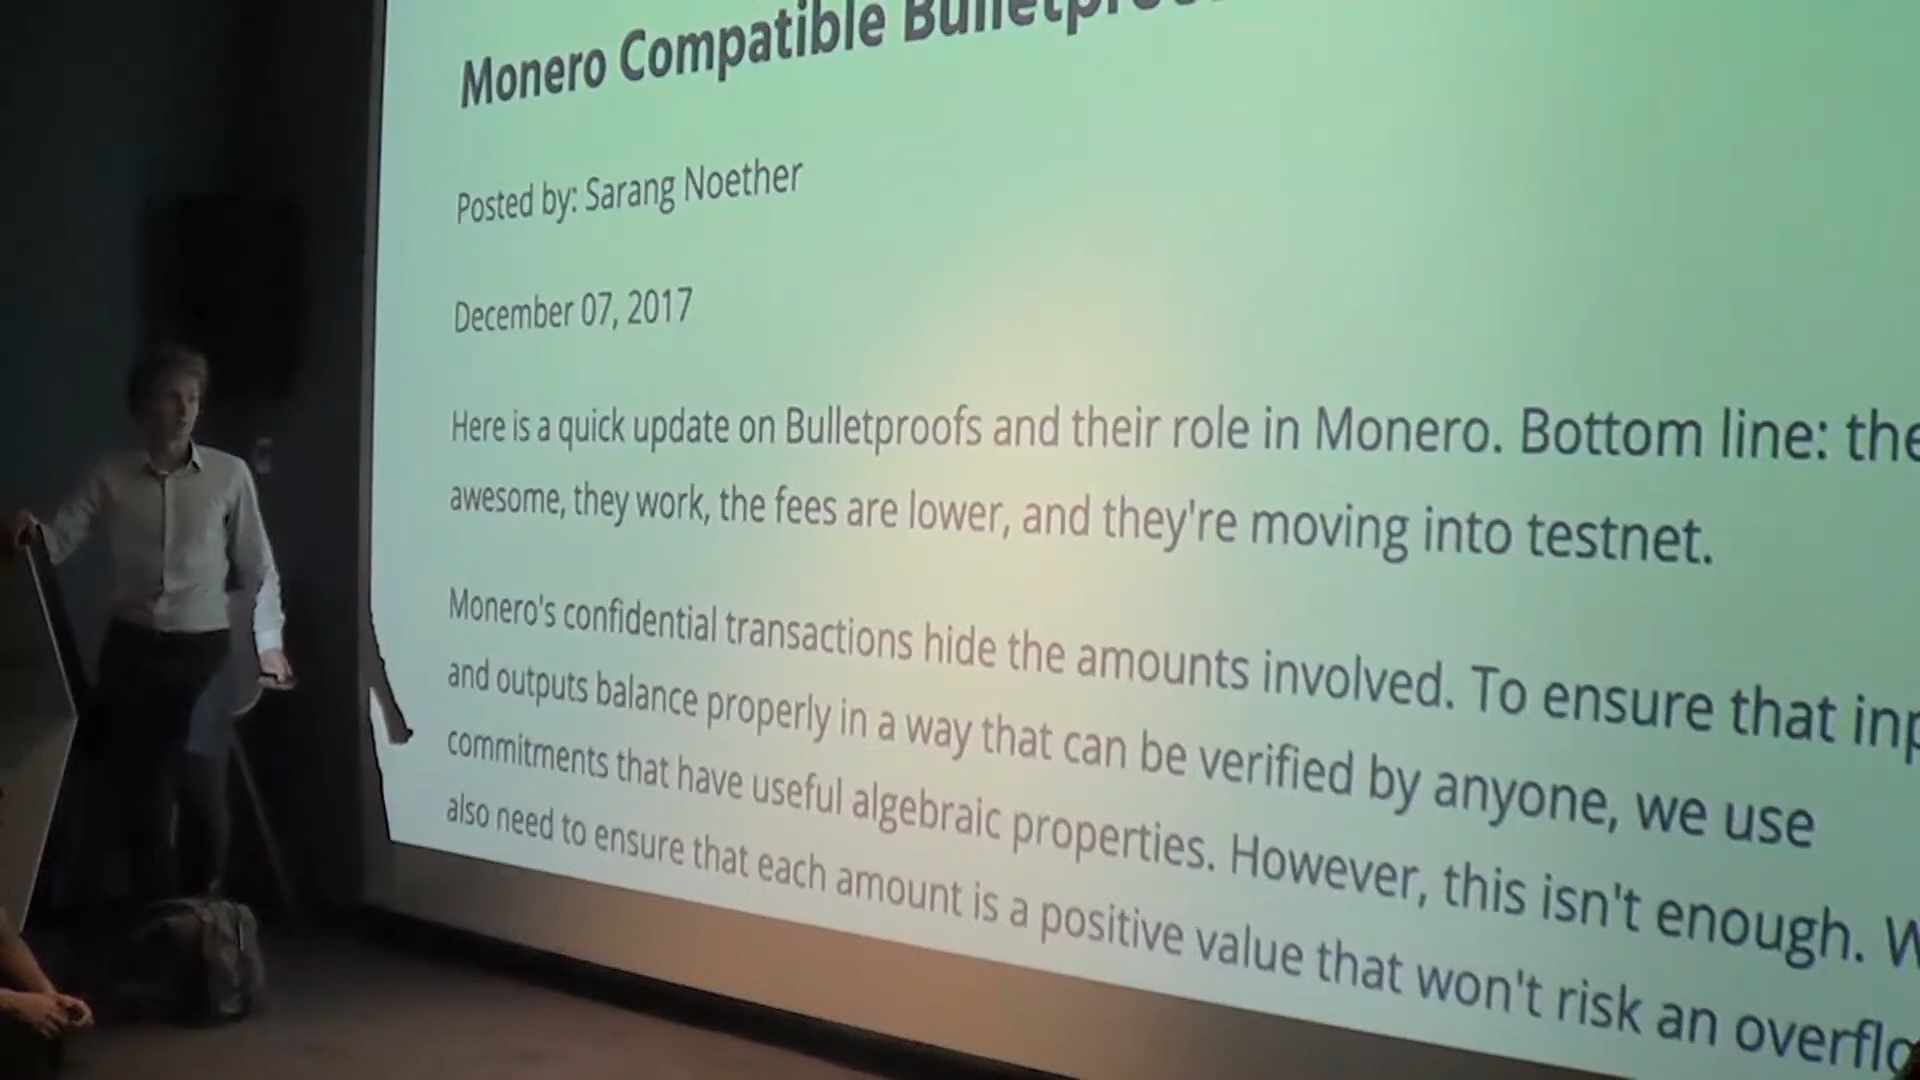 Monero Compatible
Posted by: Sarang Noether
December 07, 2017
Here is a quick update on Bulletproofs and their role in Monero. Bottom line:
awesome, they work, the fees are lower, and they're moving into testnet.
Monero's confidential transactions hide the amounts involved. To ensure that
and outputs balance properly in a way that can be verified by anyone, we use
commitments that have useful algebraic properties. However, this isn't enough.
also need to ensure that each amount is a positive value that won't risk an